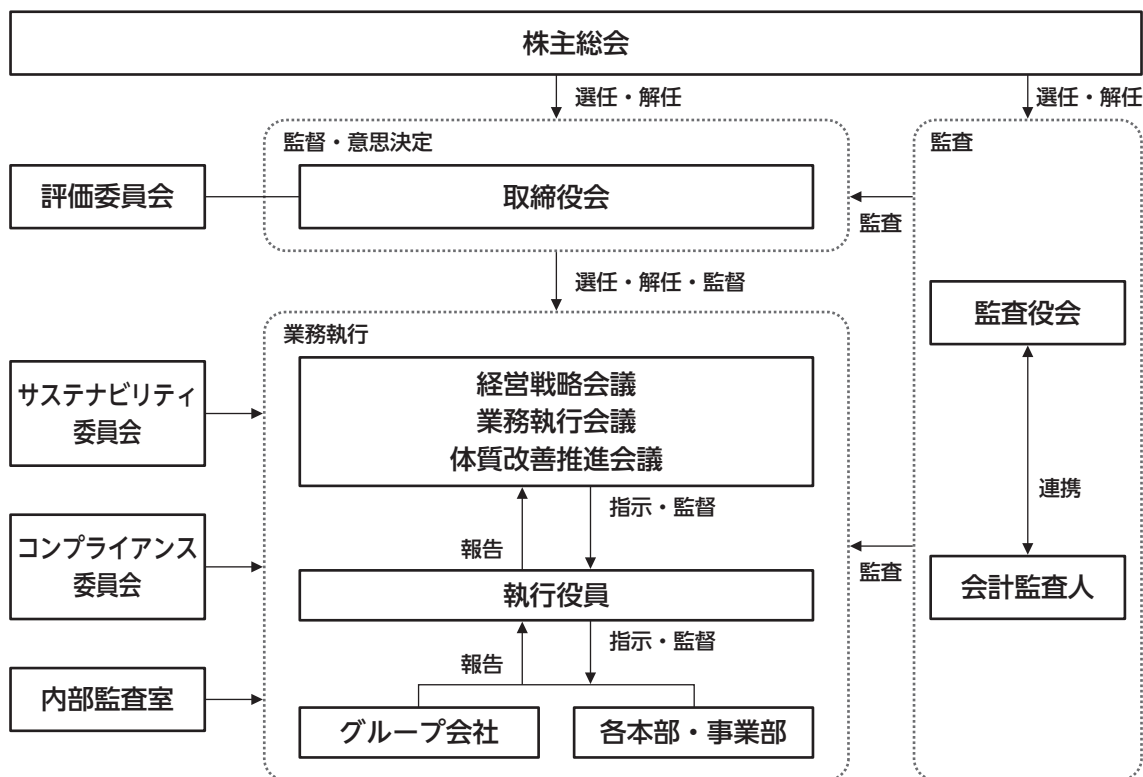 株主総会
選任・解任
選任・解任
監督・意思決定
監査
評価委員会
取締役会
監査
選任・解任・監督
監査役会
業務執行
サステナビリティ
委員会
経営戦略会議
業務執行会議
体質改善推進会議
連携
指示・監督
報告
コンプライアンス
委員会
監査
執行役員
会計監査人
指示・監督
報告
内部監査室
グループ会社
各本部・事業部